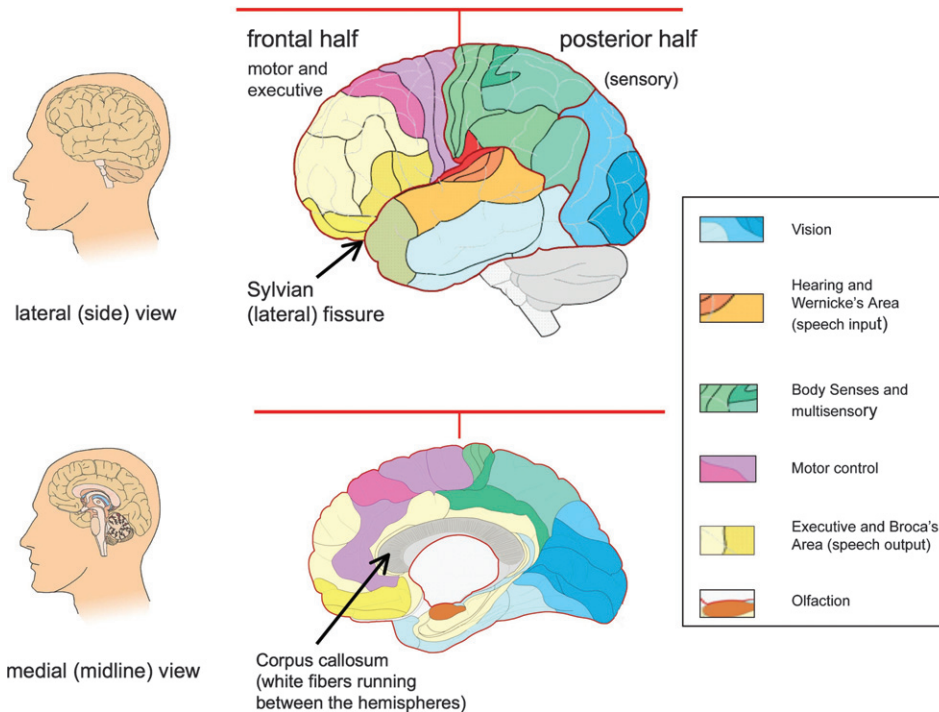 frontal half
motor and
executive
posterior half
(sensory)
Sylvian
(lateral) fissure
lateral (side) view
Vision
Hearing and
Wernicke's Area
(speech input)
Body Senses and
multisensory
Motor control
Executive and Broca's
Area (speech output)
Olfaction
Corpus callosum
(white fibers running
between the hemispheres)
medial (midline) view